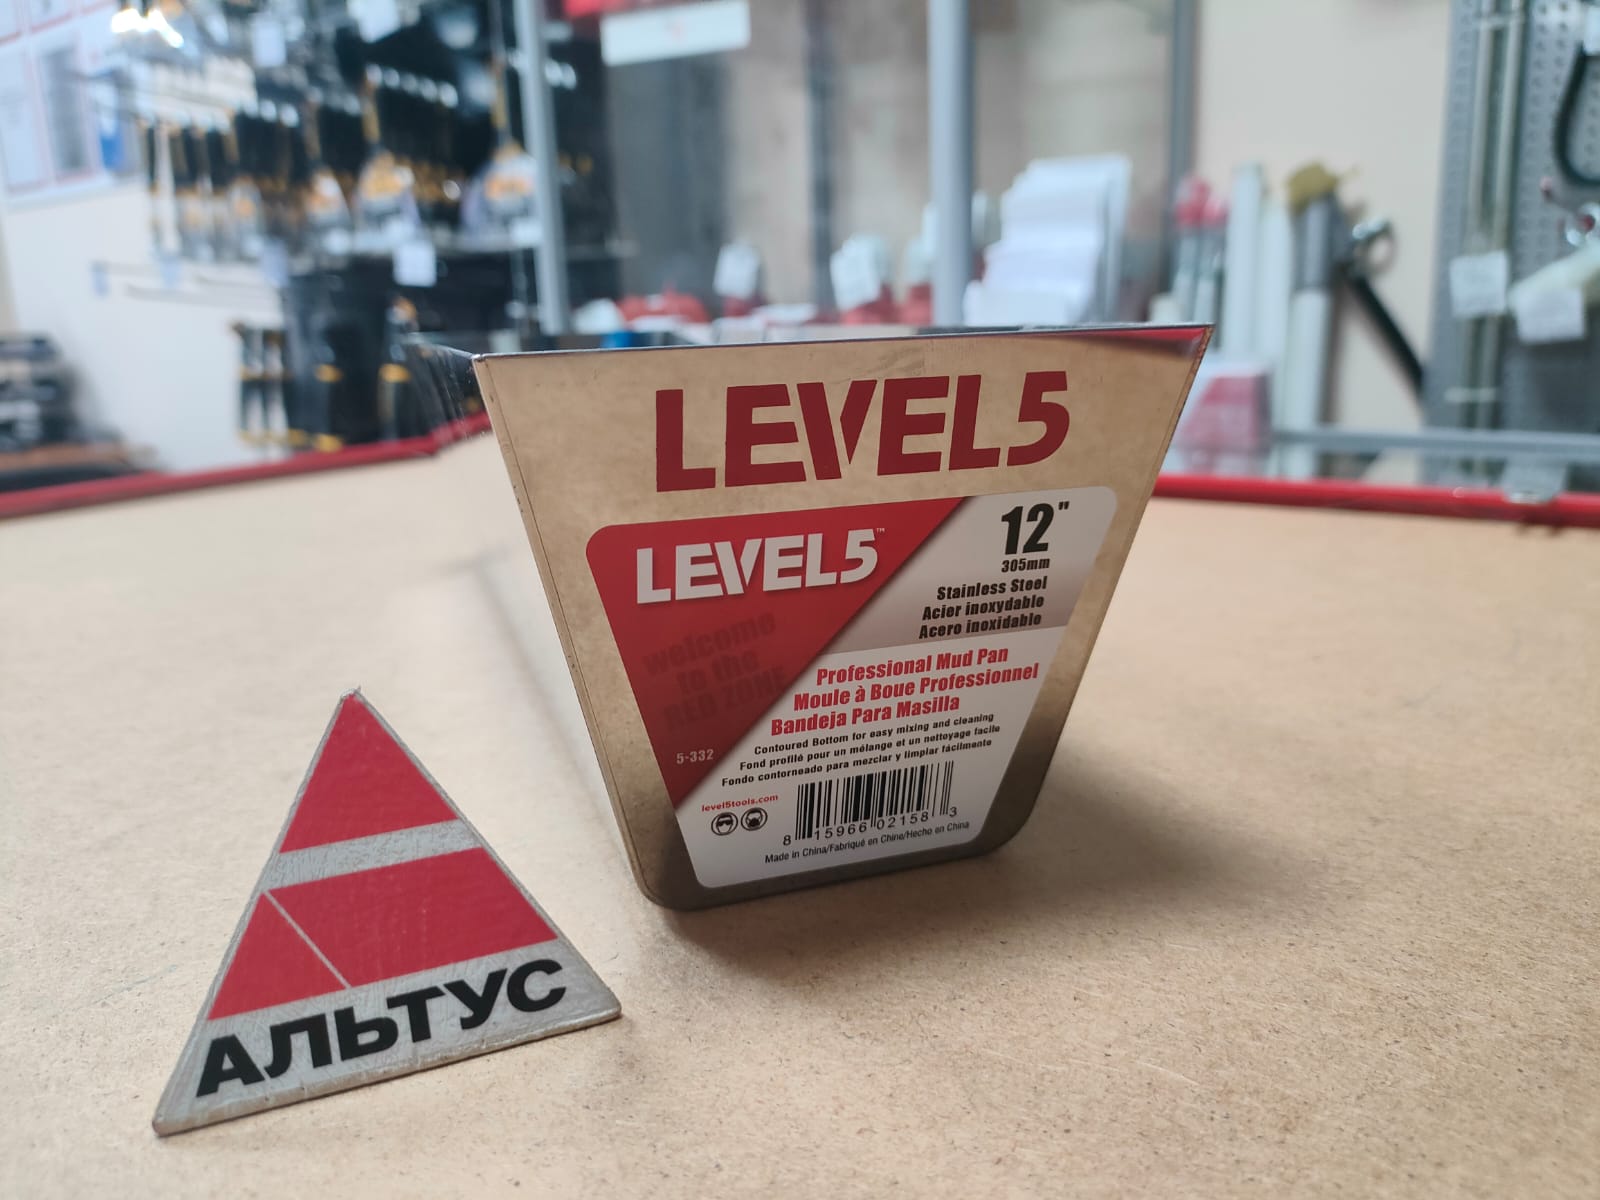 LEVEL5
LEVEL5™
12"
305mm
Stainless Steel
Acier inoxydable
Acero inoxidable
welcome
to the
RED ZONE
Professional Mud Pan
Moule à Boue Professionnel
Bandeja Para Masilla
Contoured Bottom for easy mixing and cleaning
Fond profilé pour un mélange et un nettoyage facile
Fondo contorneado para mezclar y limpiar fácilmente
5-332
level5tools.com
8 15966 02158 3
Made in China/Fabriqué en Chine/Hecho en China
АЛЬТУС